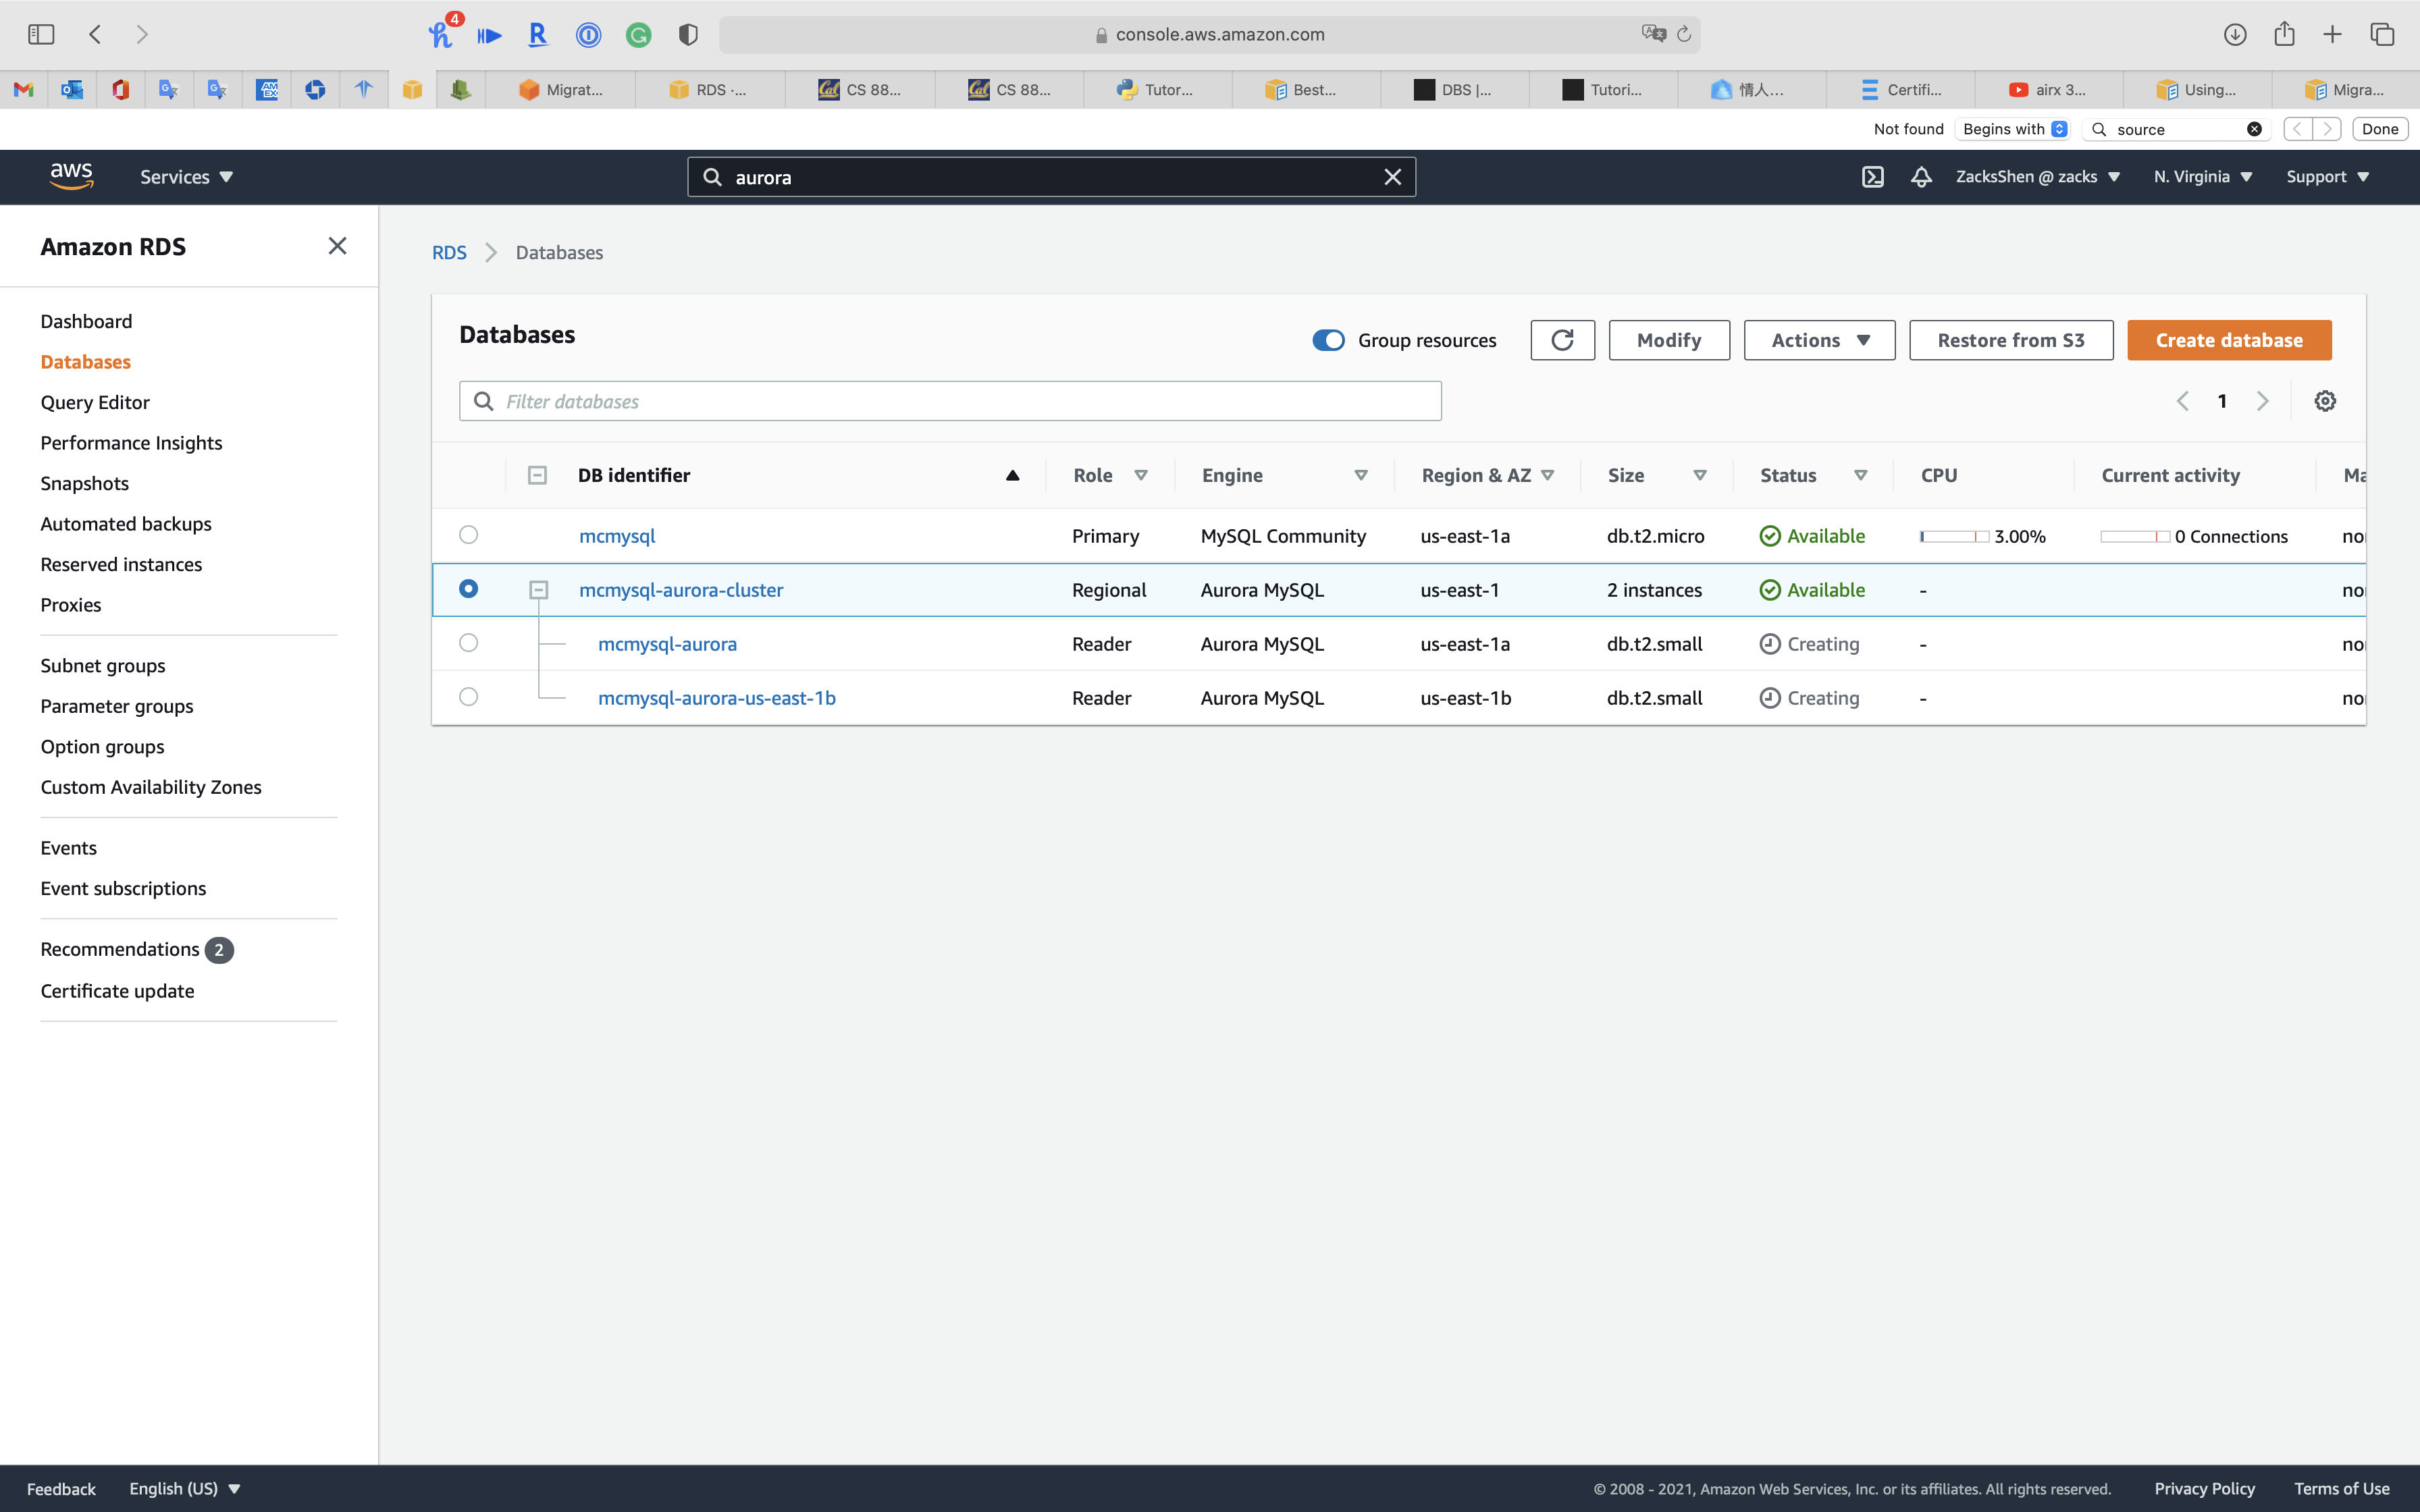 4
console.aws.amazon.com
Migrat...
RDS ·...
CS 88...
CS 88...
Tutor...
Best...
DBS |...
Tutori...
情人...
Certifi...
airx 3...
Using...
Migra...
Not found
Begins with
source
Done
aws
Services
aurora
ZacksShen @ zacks
N. Virginia
Support
Amazon RDS
Dashboard
Databases
Query Editor
Performance Insights
Snapshots
Automated backups
Reserved instances
Proxies
Subnet groups
Parameter groups
Option groups
Custom Availability Zones
Events
Event subscriptions
Recommendations 2
Certificate update
RDS > Databases
Databases
Group resources
Modify
Actions
Restore from S3
Create database
Filter databases
1
DB identifier Role Engine Region & AZ Size Status CPU Current activity Ma
mcmysql Primary MySQL Community us-east-1a db.t2.micro Available 3.00% 0 Connections no
mcmysql-aurora-cluster Regional Aurora MySQL us-east-1 2 instances Available - no
mcmysql-aurora Reader Aurora MySQL us-east-1a db.t2.small Creating - no
mcmysql-aurora-us-east-1b Reader Aurora MySQL us-east-1b db.t2.small Creating - no
Feedback
English (US)
© 2008 - 2021, Amazon Web Services, Inc. or its affiliates. All rights reserved.
Privacy Policy
Terms of Use